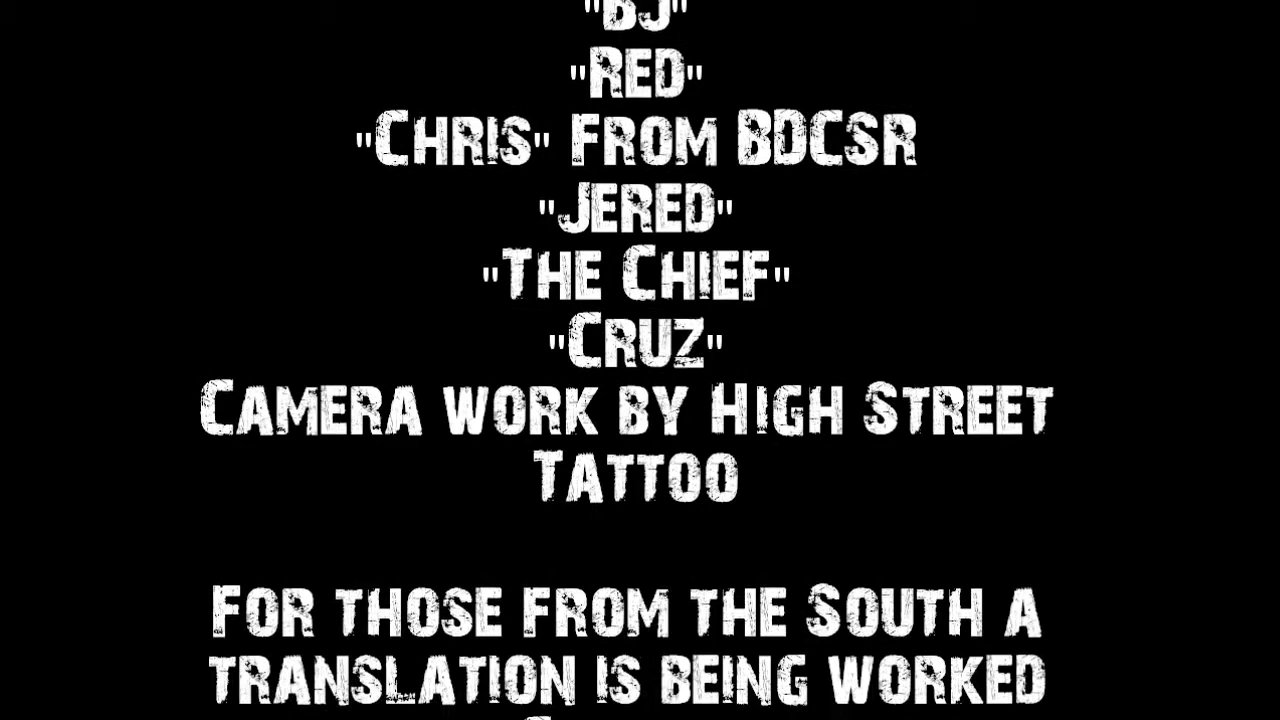 "BJ"
"Red"
"Chris" from BDCSR
"Jered"
"The Chief"
"Cruz"
Camera work by High Street
Tattoo
For those from the South a
translation is being worked